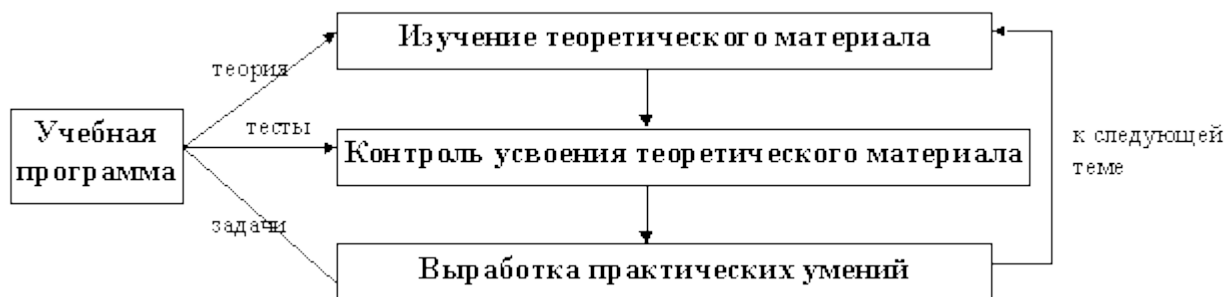 Изучение теоретического материала
теория
Учебная
программа
тесты
Контроль усвоения теоретического материала
к следующей
теме
задачи
Выработка практических умений